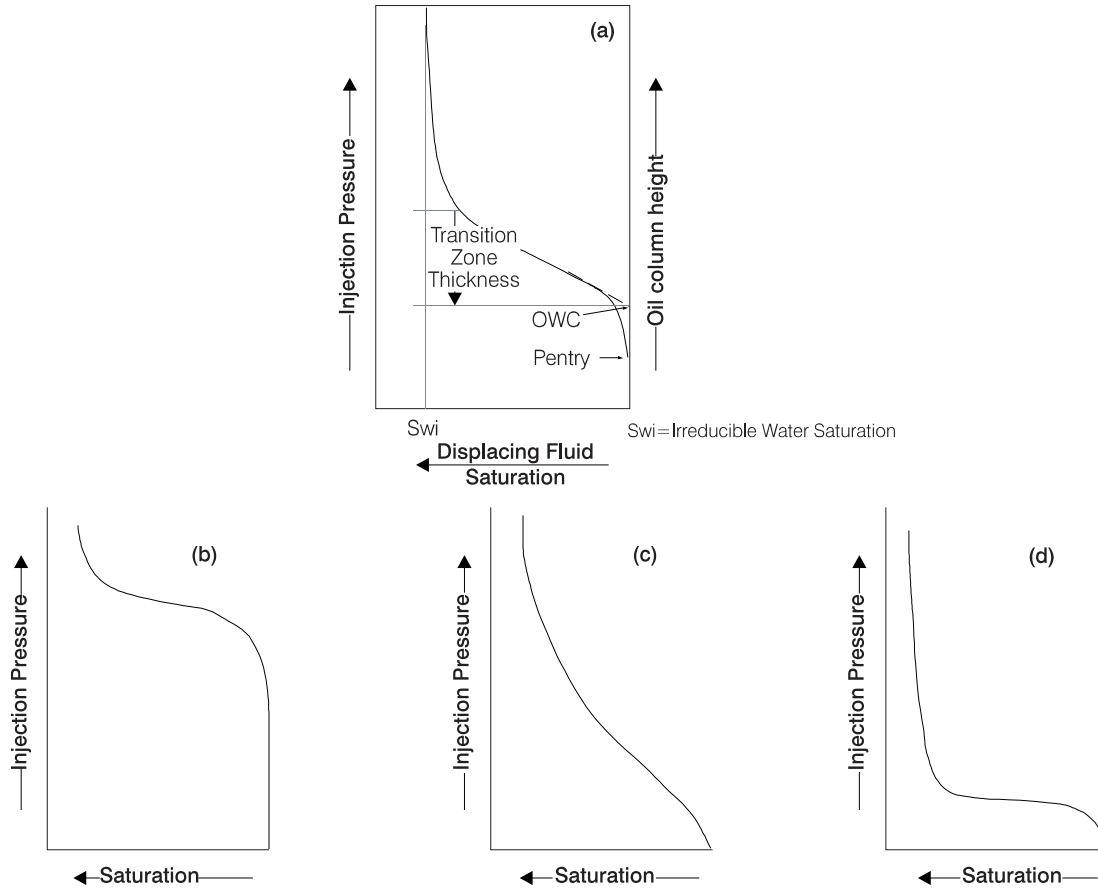 (a)
Injection Pressure
Oil column height
Transition
Zone
Thickness
OWC
Pentry
Swi
Swi=Irreducible Water Saturation
Displacing Fluid
Saturation
(b)
Injection Pressure
Saturation
(c)
Injection Pressure
Saturation
(d)
Injection Pressure
Saturation